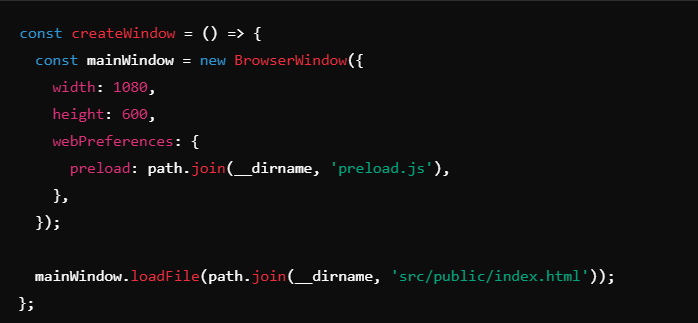 const createWindow = () => {
  const mainWindow = new BrowserWindow({
    width: 1080,
    height: 600,
    webPreferences: {
      preload: path.join(__dirname, 'preload.js'),
    },
  });

  mainWindow.loadFile(path.join(__dirname, 'src/public/index.html'));
};